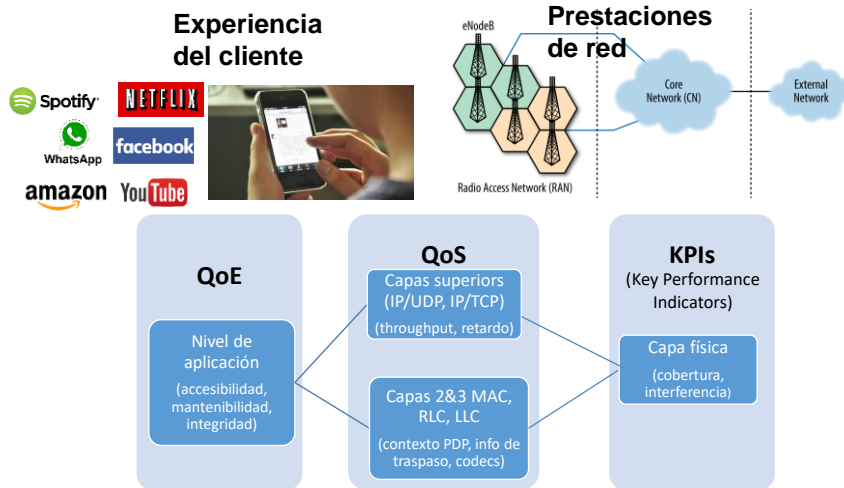 Experiencia
del cliente
Prestaciones
de red
eNodeB
Core
Network (CN)
External
Network
Radio Access Network (RAN)
Spotify
NETFLIX
WhatsApp
facebook
amazon
YouTube
QoE
Nivel de
aplicación
(accesibilidad,
mantenibilidad,
integridad)
QoS
Capas superiors
(IP/UDP, IP/TCP)
(throughput, retardo)
Capas 2&3 MAC,
RLC, LLC
(contexto PDP, info de
traspaso, codecs)
KPIs
(Key Performance
Indicators)
Capa física
(cobertura,
interferencia)